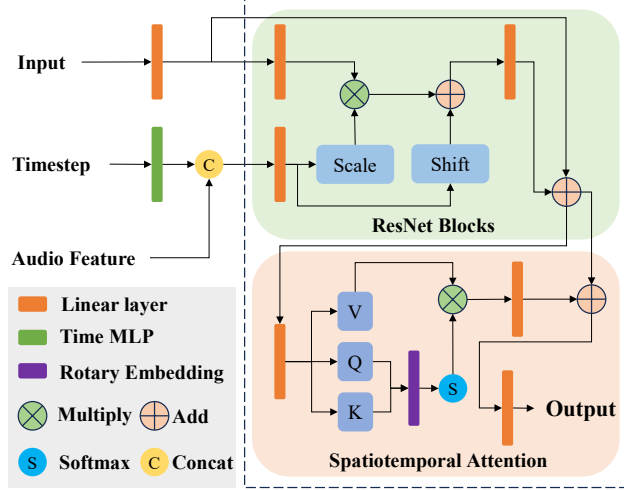 Input
Timestep
C
Scale
Shift
Audio Feature
ResNet Blocks
Linear layer
Time MLP
Rotary Embedding
Multiply
Add
S
Softmax
C
Concat
V
Q
K
S
Output
Spatiotemporal Attention